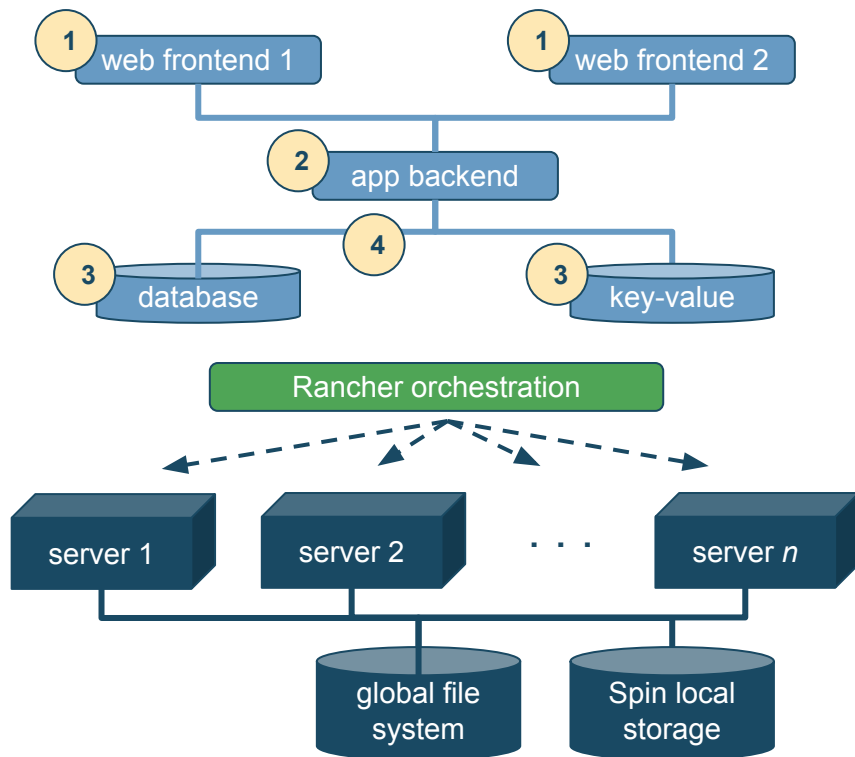 1
web frontend 1
1
web frontend 2
2
app backend
4
3
database
3
key-value
Rancher orchestration
server 1
server 2
. . .
server n
global file
system
Spin local
storage